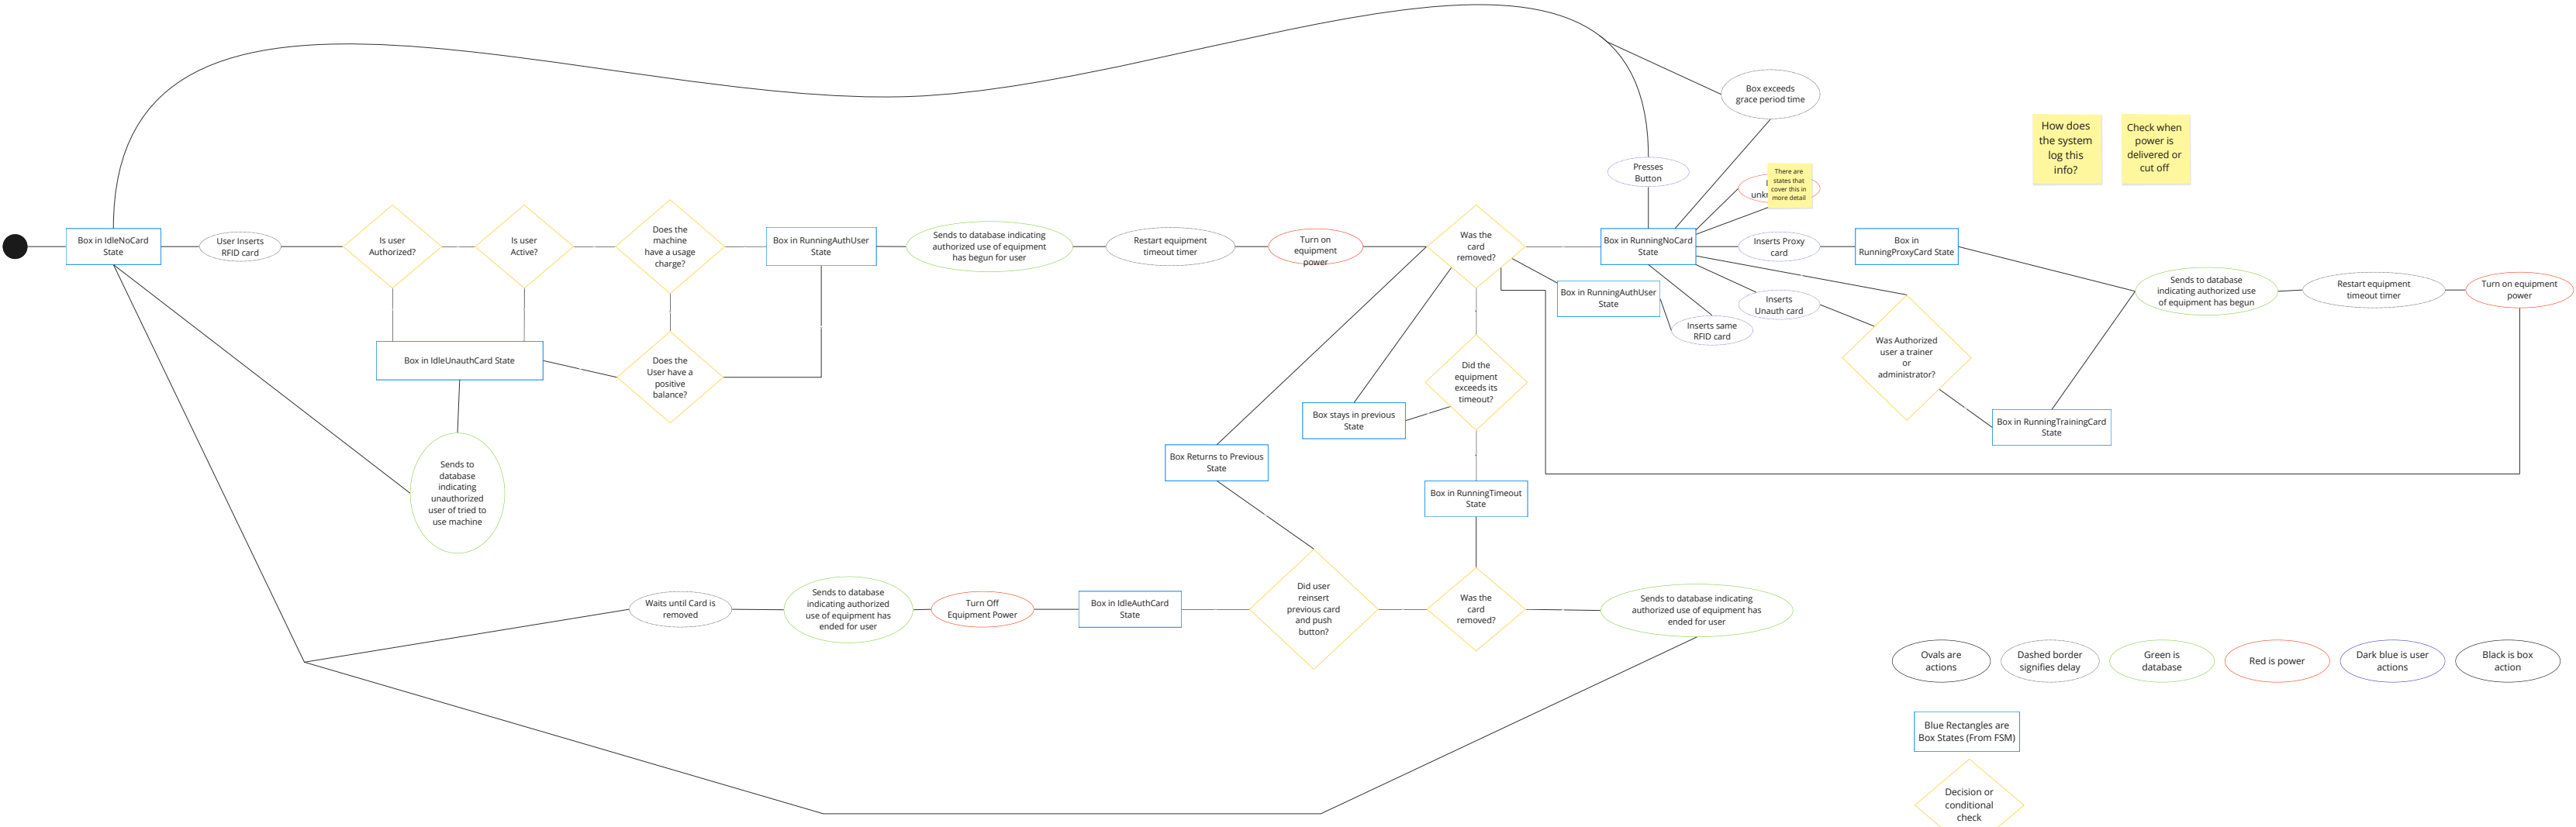 Box exceeds
grace period time
How does
the system
log this
info?
Check when
power is
delivered or
cut off
Presses
Button
There are
states that
cover this in
more detail
Box in IdleNoCard
State
User Inserts
RFID card
Is user
Authorized?
Is user
Active?
Does the
machine
have a usage
charge?
Box in RunningAuthUser
State
Sends to database indicating
authorized use of equipment
has begun for user
Restart equipment
timeout timer
Turn on
equipment
power
Was the
card
removed?
Box in RunningNoCard
State
Inserts Proxy
card
Box in
RunningProxyCard State
Box in RunningAuthUser
State
Inserts same
RFID card
Inserts
Unauth card
Sends to database
indicating authorized use
of equipment has begun
Restart equipment
timeout timer
Turn on equipment
power
Was Authorized
user a trainer
or
administrator?
Box in IdleUnauthCard State
Does the
User have a
positive
balance?
Did the
equipment
exceeds its
timeout?
Box stays in previous
State
Box in RunningTrainingCard
State
Box Returns to Previous
State
Sends to
database
indicating
unauthorized
user of tried to
use machine
Box in RunningTimeout
State
Waits until Card is
removed
Sends to database
indicating authorized
use of equipment has
ended for user
Turn Off
Equipment Power
Box in IdleAuthCard
State
Did user
reinsert
previous card
and push
button?
Was the
card
removed?
Sends to database indicating
authorized use of equipment has
ended for user
Ovals are
actions
Dashed border
signifies delay
Green is
database
Red is power
Dark blue is user
actions
Black is box
action
Blue Rectangles are
Box States (From FSM)
Decision or
conditional
check